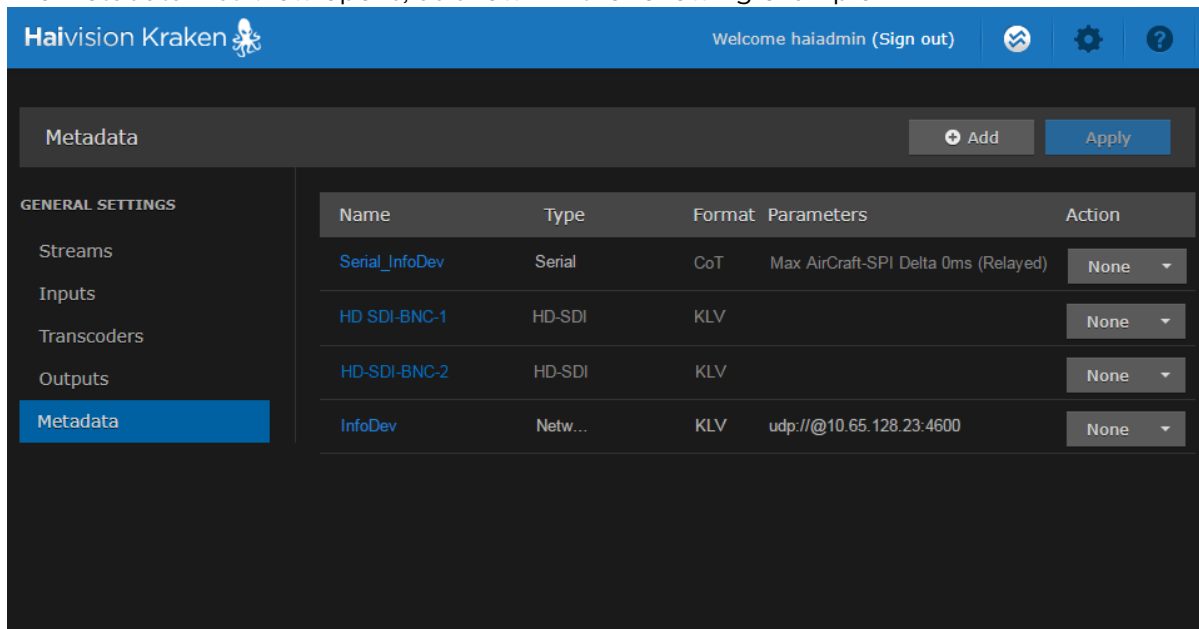 Haivision Kraken
Welcome haiadmin (Sign out)
Metadata
Add
Apply
GENERAL SETTINGS
Streams
Inputs
Transcoders
Outputs
Metadata
Name Type Format Parameters Action
Serial_InfoDev Serial CoT Max AirCraft-SPI Delta 0ms (Relayed) None
HD SDI-BNC-1 HD-SDI KLV None
HD-SDI-BNC-2 HD-SDI KLV None
InfoDev Netw... KLV udp://@10.65.128.23:4600 None